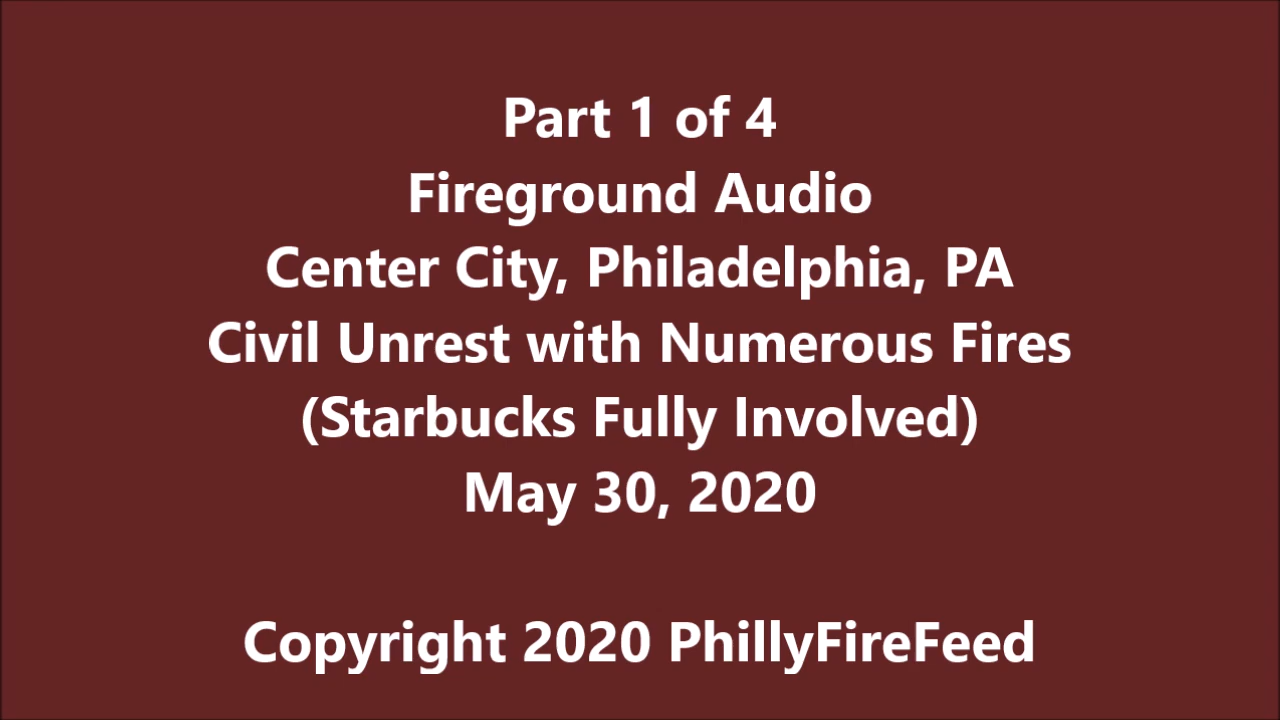 Part 1 of 4
Fireground Audio
Center City, Philadelphia, PA
Civil Unrest with Numerous Fires
(Starbucks Fully Involved)
May 30, 2020
Copyright 2020 PhillyFireFeed